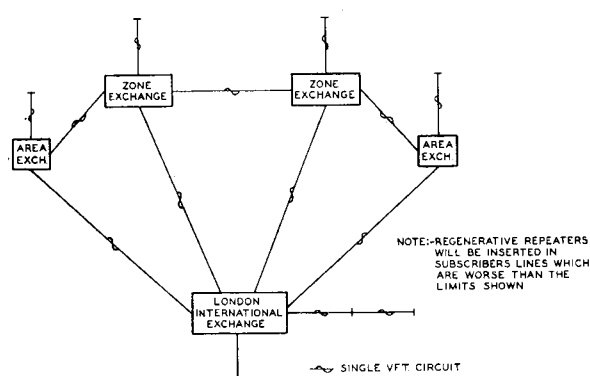 ZONE
EXCHANGE
ZONE
EXCHANGE
AREA
EXCH.
AREA
EXCH.
NOTE:-REGENERATIVE REPEATERS
WILL BE INSERTED IN
SUBSCRIBERS LINES WHICH
ARE WORSE THAN THE
LIMITS SHOWN
LONDON
INTERNATIONAL
EXCHANGE
SINGLE VFT. CIRCUIT